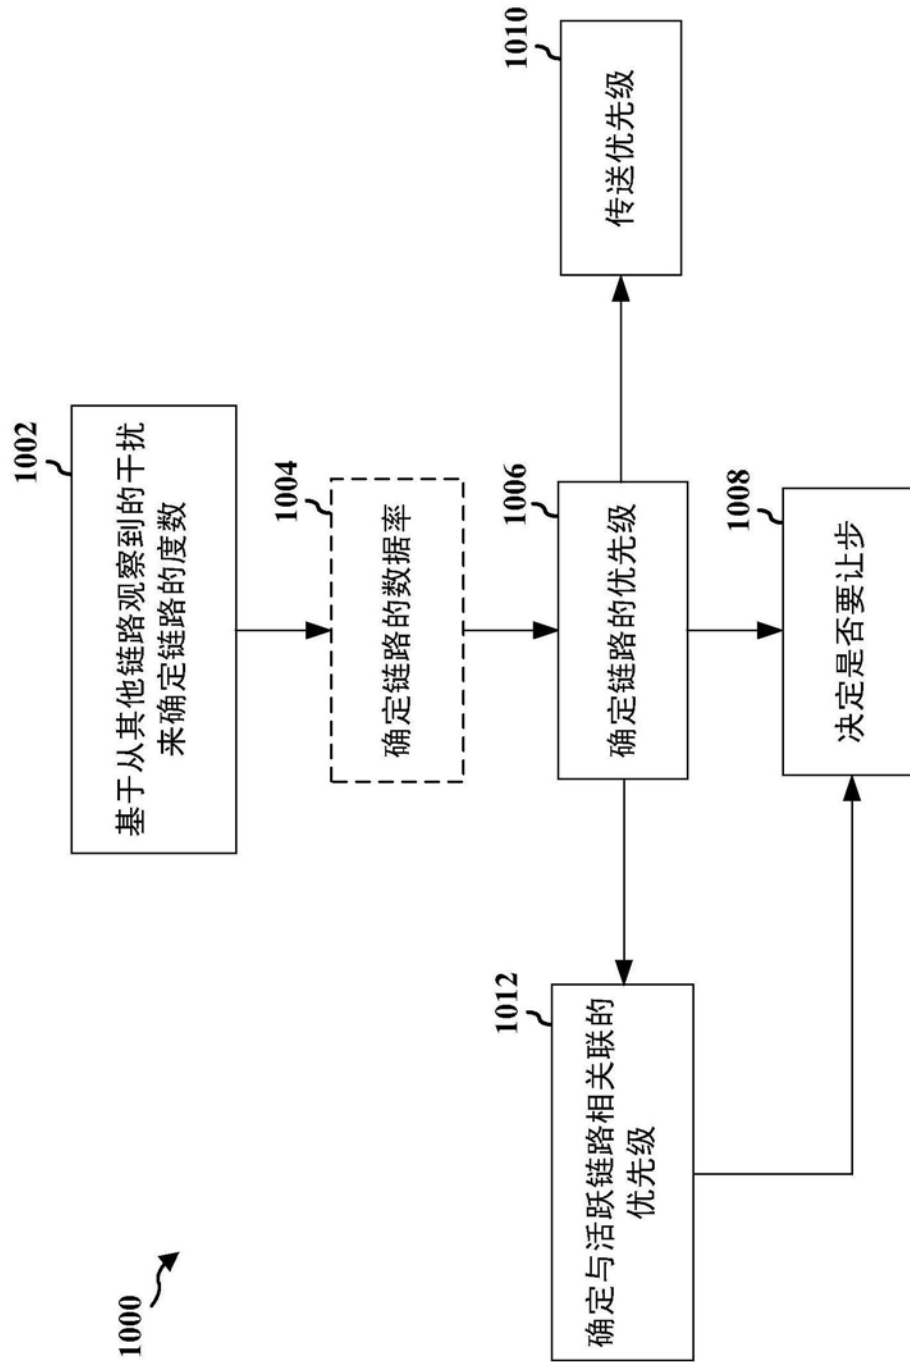 1000
1002
基于从其他链路观察到的干扰
来确定链路的度数
1004
确定链路的数据率
1006
确定链路的优先级
1010
传送优先级
1012
确定与活跃链路相关联的
优先级
1008
决定是否要让步